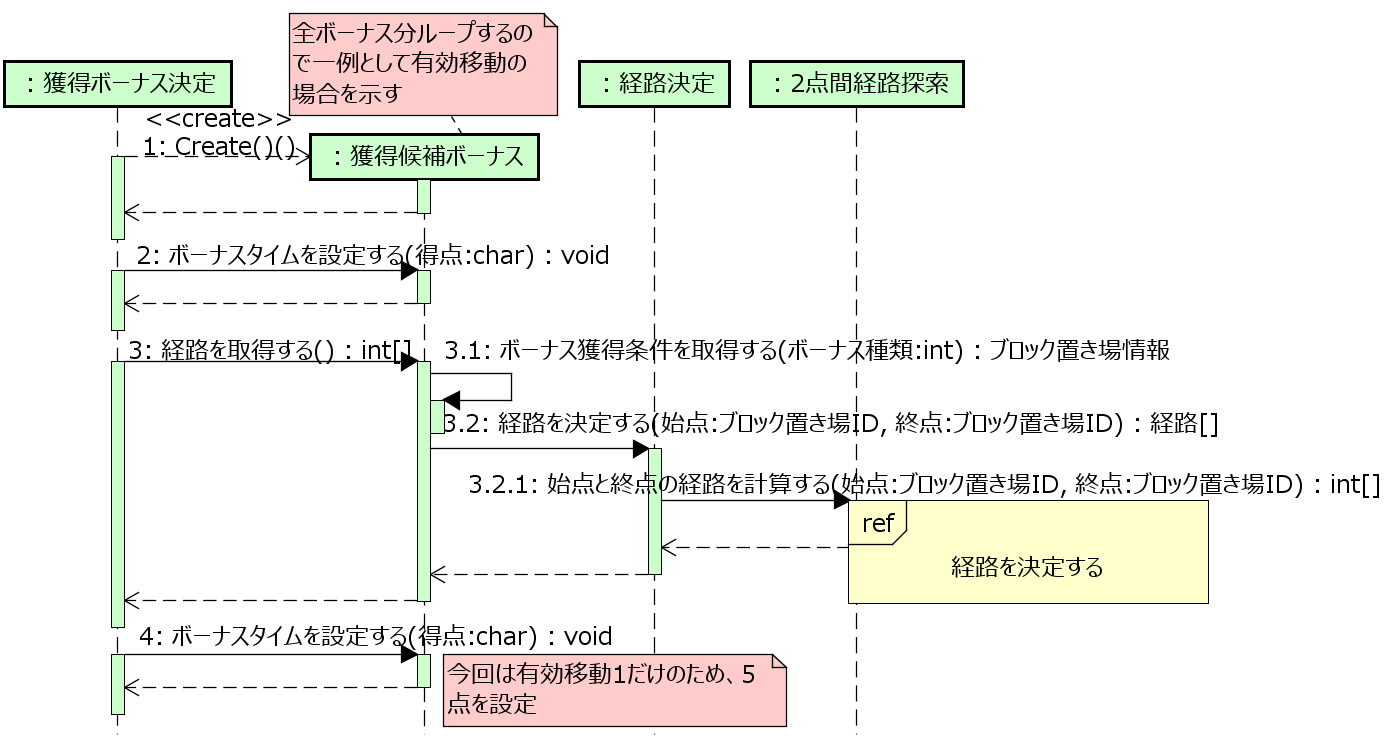 全ボーナス分ループするの
で一例として有効移動の
場合を示す
: 獲得ボーナス決定
: 経路決定
: 2点間経路探索
<<create>>
1: Create()()
: 獲得候補ボーナス
2: ボーナスタイムを設定する(得点:char) : void
3: 経路を取得する() : int[]
3.1: ボーナス獲得条件を取得する(ボーナス種類:int) : ブロック置き場情報
3.2: 経路を決定する(始点:ブロック置き場ID, 終点:ブロック置き場ID) : 経路[]
3.2.1: 始点と終点の経路を計算する(始点:ブロック置き場ID, 終点:ブロック置き場ID) : int[]
ref
経路を決定する
4: ボーナスタイムを設定する(得点:char) : void
今回は有効移動1だけのため、5
点を設定